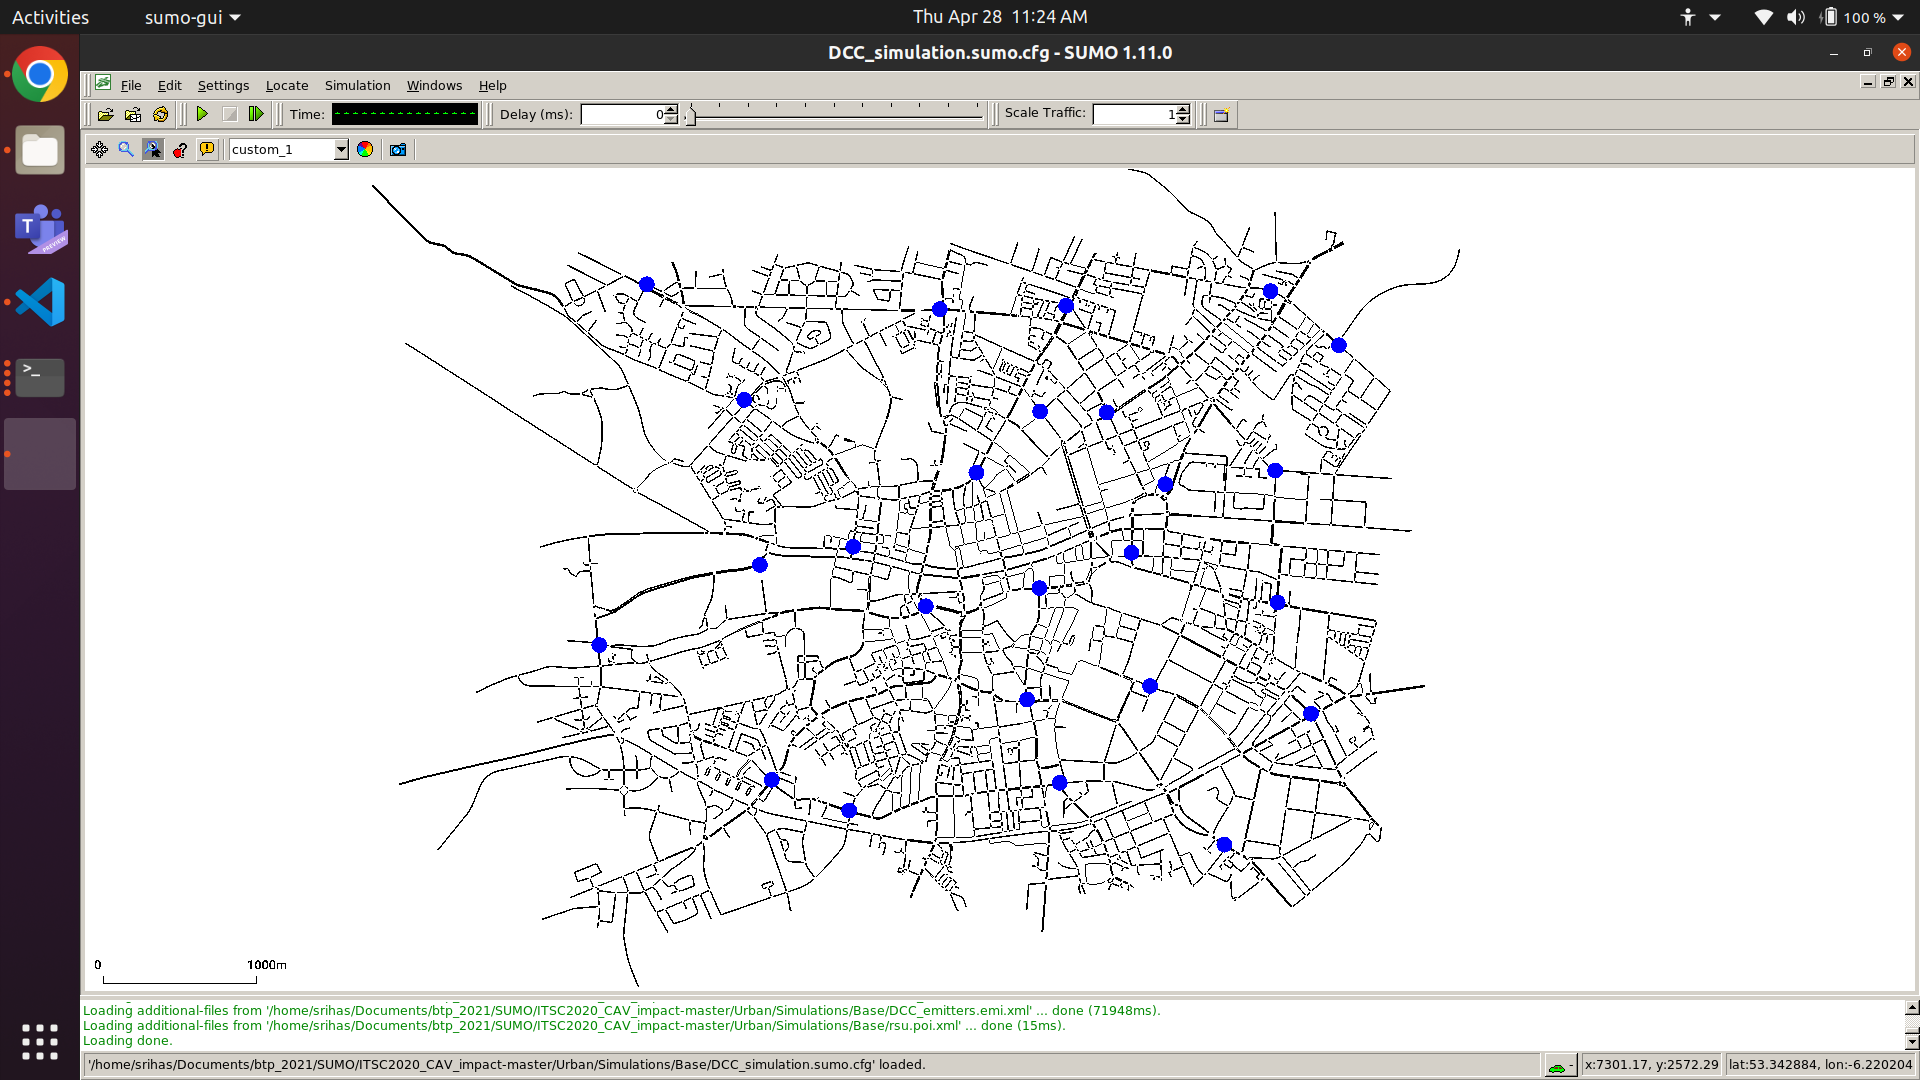 Activities
sumo-gui
Thu Apr 28 11:24 AM
100 %
DCC_simulation.sumo.cfg - SUMO 1.11.0
File Edit Settings Locate Simulation Windows Help
Time:
Delay (ms): 0
Scale Traffic: 1
custom_1
T
PREVIEW
>_
0 1000m
Loading additional-files from '/home/srihas/Documents/btp_2021/SUMO/ITSC2020_CAV_impact-master/Urban/Simulations/Base/DCC_emitters.emi.xml' ... done (71948ms).
Loading additional-files from '/home/srihas/Documents/btp_2021/SUMO/ITSC2020_CAV_impact-master/Urban/Simulations/Base/rsu.poi.xml' ... done (15ms).
Loading done.
'/home/srihas/Documents/btp_2021/SUMO/ITSC2020_CAV_impact-master/Urban/Simulations/Base/DCC_simulation.sumo.cfg' loaded.
-
x:7301.17, y:2572.29
lat:53.342884, lon:-6.220204